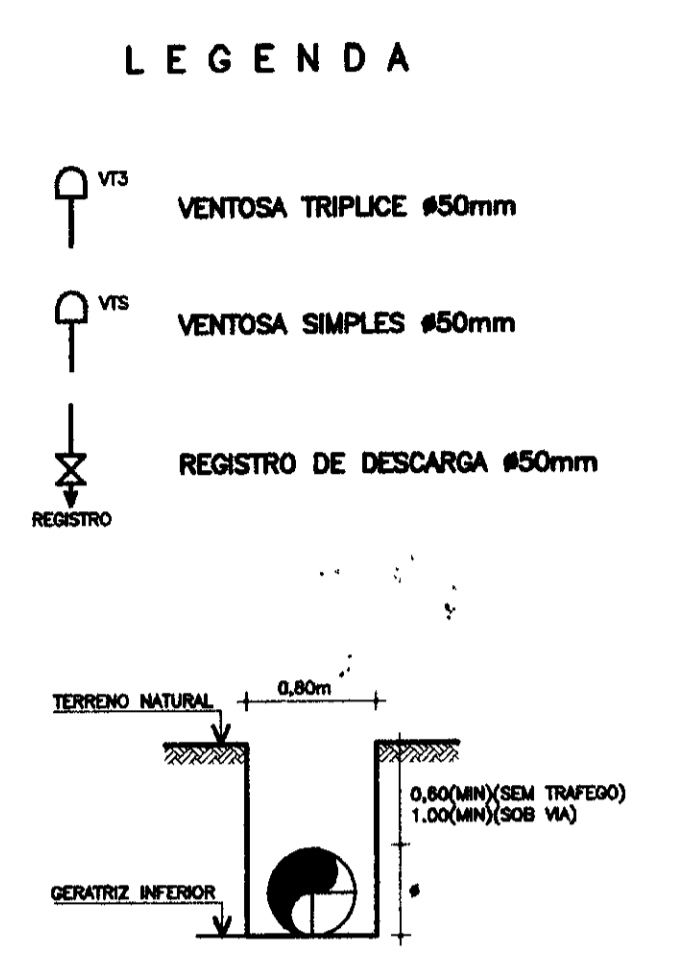 LEGENDA
VT3
VENTOSA TRIPLICE ø50mm
VTS
VENTOSA SIMPLES ø50mm
REGISTRO DE DESCARGA ø50mm
REGISTRO
0,80m
TERRENO NATURAL
0,60(MIN)(SEM TRAFEGO)
1.00(MIN)(SOB VIA)
GERATRIZ INFERIOR
ø